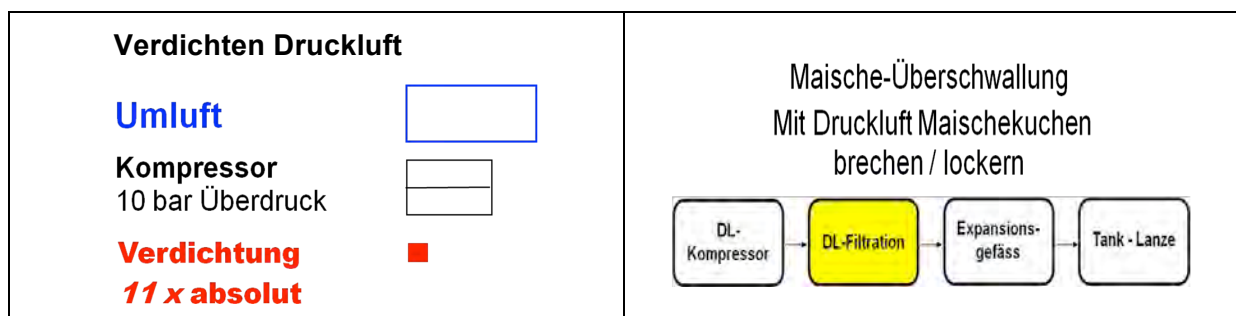 Verdichten Druckluft
Umluft
Kompressor
10 bar Überdruck
Verdichtung
11 x absolut
Maische-Überschwallung
Mit Druckluft Maischekuchen
brechen / lockern
DL-
Kompressor
DL-Filtration
Expansions-
gefäss
Tank - Lanze